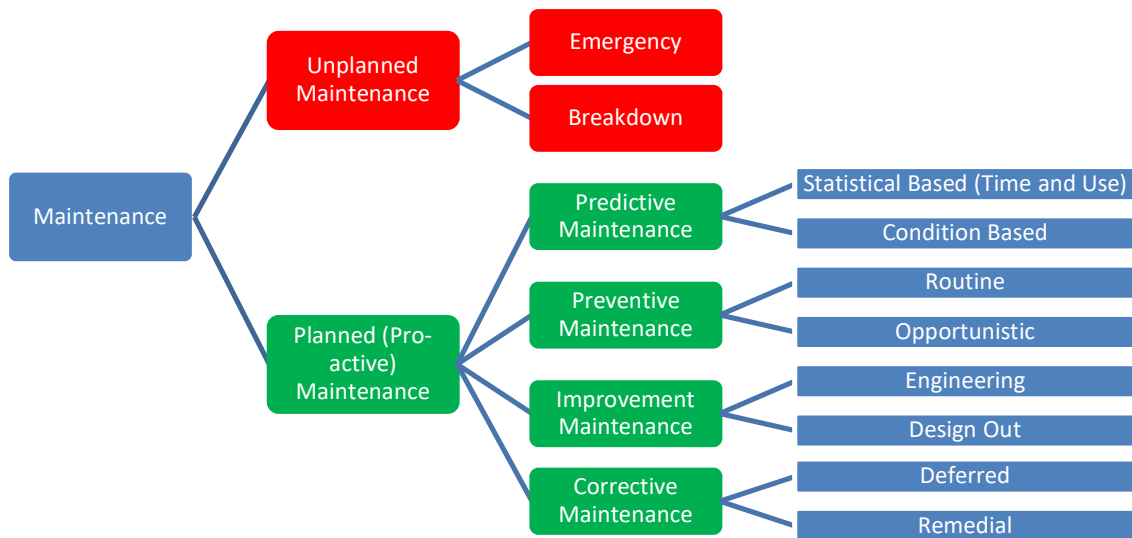 Maintenance
Unplanned
Maintenance
Emergency
Breakdown
Planned (Pro-
active)
Maintenance
Predictive
Maintenance
Statistical Based (Time and Use)
Condition Based
Preventive
Maintenance
Routine
Opportunistic
Improvement
Maintenance
Engineering
Design Out
Corrective
Maintenance
Deferred
Remedial